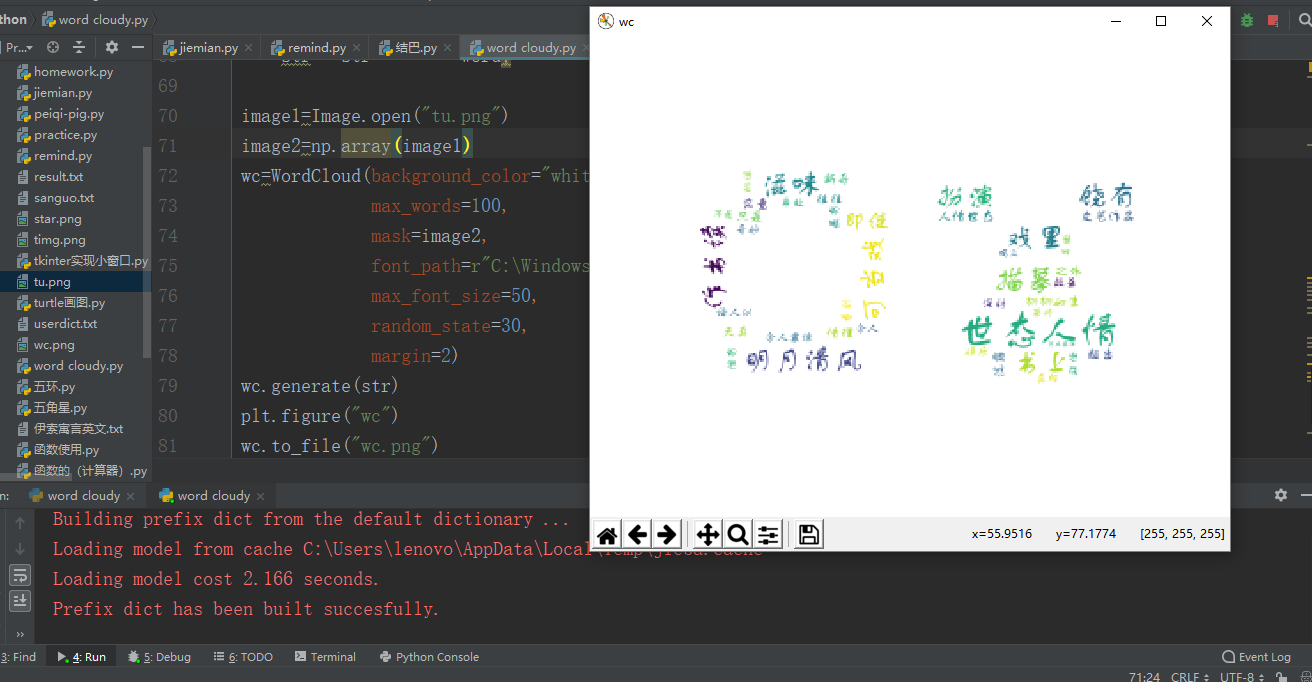 thon
word cloudy.py
wc
Pr...
jiemian.py
remind.py
结巴.py
word cloudy.py
homework.py
jiemian.py
peiqi-pig.py
practice.py
remind.py
result.txt
sanguo.txt
star.png
timg.png
tkinter实现小窗口.py
tu.png
turtle画图.py
userdict.txt
wc.png
word cloudy.py
五环.py
五角星.py
伊索寓言英文.txt
函数使用.py
函数的（计算器）.py
69
70 image1=Image.open("tu.png")
71 image2=np.array(image1)
72 wc=WordCloud(background_color="whit
73 max_words=100,
74 mask=image2,
75 font_path=r"C:\Windows
76 max_font_size=50,
77 random_state=30,
78 margin=2)
79 wc.generate(str)
80 plt.figure("wc")
81 wc.to_file("wc.png")
滋味
即使
明月清风
扮演
人情世态
饶有
文艺作品
戏里
描摹
世态人情
书上
x=55.9516 y=77.1774 [255, 255, 255]
n:
word cloudy
word cloudy
Building prefix dict from the default dictionary ...
Loading model from cache C:\Users\lenovo\AppData\Local\Temp\jieba.cache
Loading model cost 2.166 seconds.
Prefix dict has been built succesfully.
3: Find
4: Run
5: Debug
6: TODO
Terminal
Python Console
Event Log
71:24 CRLF UTF-8